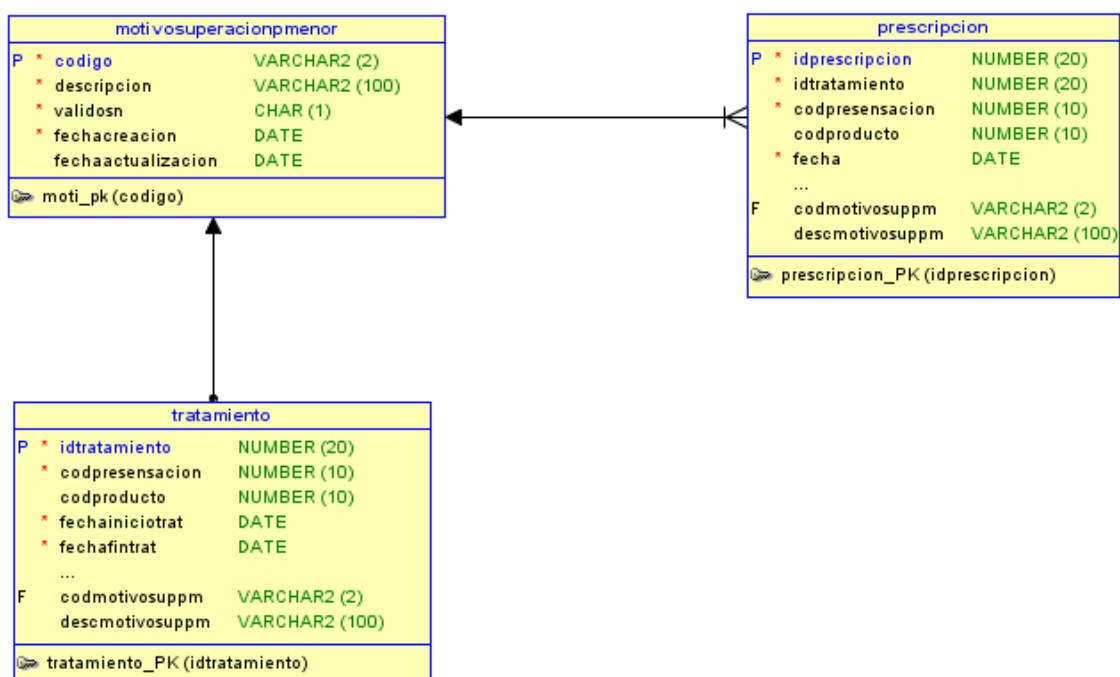 motivosuperacionpmenor
P * codigo VARCHAR2 (2)
* descripcion VARCHAR2 (100)
* validosn CHAR (1)
* fechacreacion DATE
fechaactualizacion DATE
moti_pk (codigo)
prescripcion
P * idprescripcion NUMBER (20)
* idtratamiento NUMBER (20)
* codpresensacion NUMBER (10)
codproducto NUMBER (10)
* fecha DATE
...
F codmotivosuppm VARCHAR2 (2)
descmotivosuppm VARCHAR2 (100)
prescripcion_PK (idprescripcion)
tratamiento
P * idtratamiento NUMBER (20)
* codpresensacion NUMBER (10)
codproducto NUMBER (10)
* fechainiciotrat DATE
* fechafintrat DATE
...
F codmotivosuppm VARCHAR2 (2)
descmotivosuppm VARCHAR2 (100)
tratamiento_PK (idtratamiento)